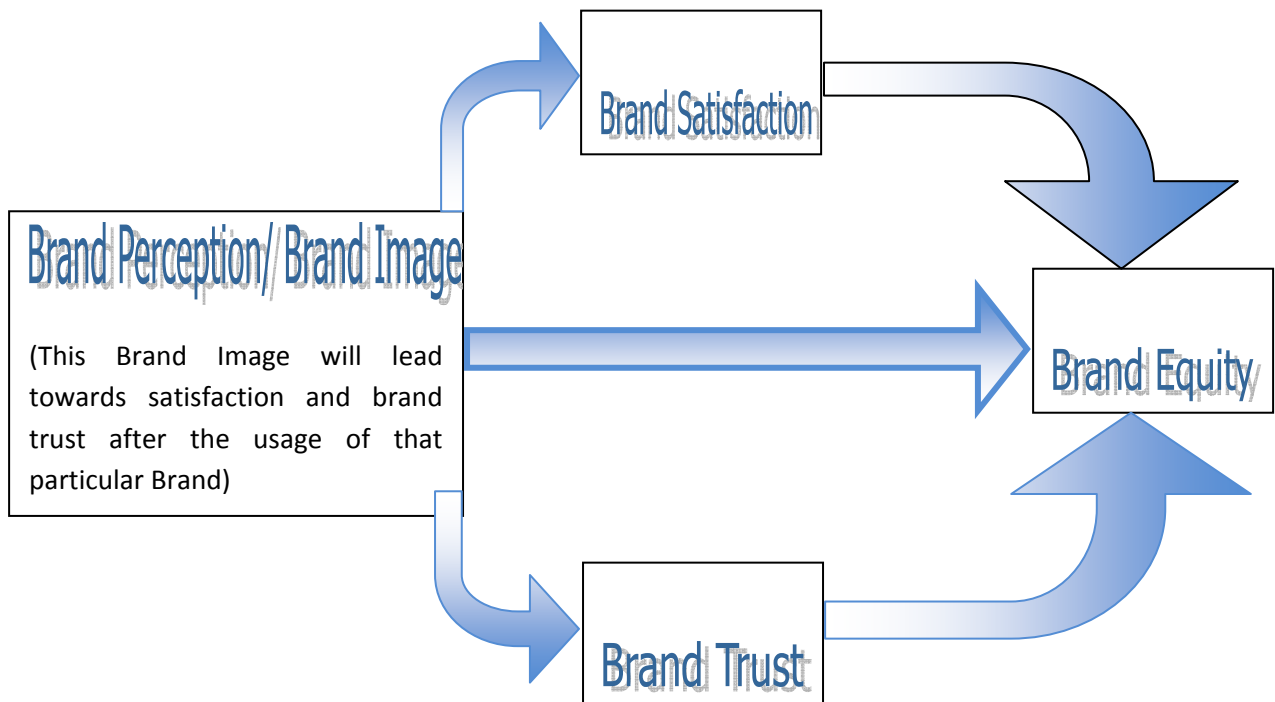 Brand Satisfaction
Brand Perception/ Brand Image
(This Brand Image will lead
towards satisfaction and brand
trust after the usage of that
particular Brand)
Brand Equity
Brand Trust